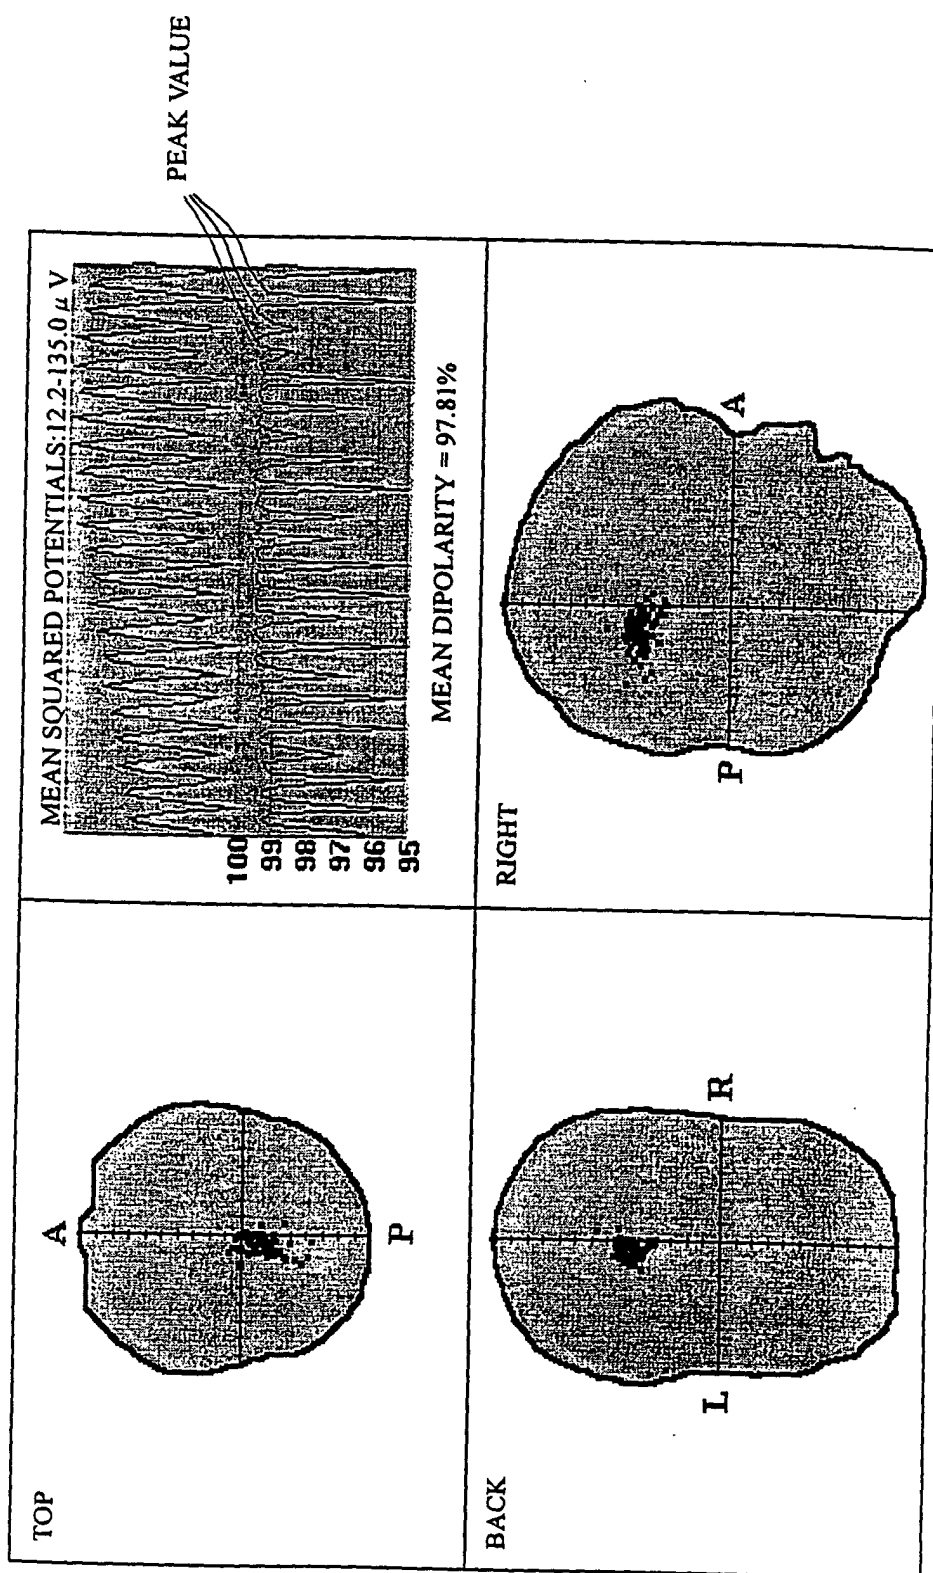 TOP
A
P
MEAN SQUARED POTENTIALS:12.2-135.0 μ V
100
99
98
97
96
95
MEAN DIPOLARITY = 97.81%
PEAK VALUE
BACK
L
R
RIGHT
P
A